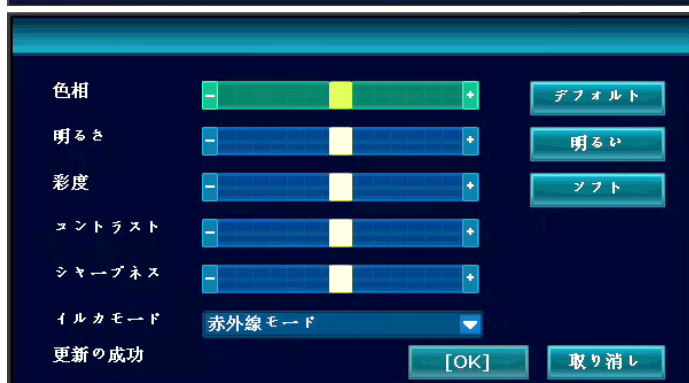 色相
デフォルト
明るさ
明るい
彩度
ソフト
コントラスト
シャープネス
イルカモード 赤外線モード
更新の成功
[OK] 取り消し